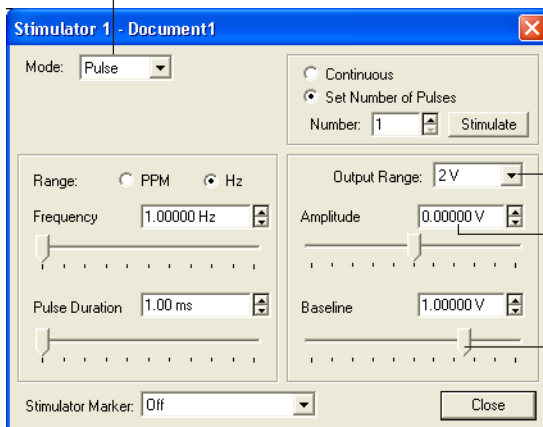 Stimulator 1 - Document1
Mode: Pulse
Continuous
Set Number of Pulses
Number: 1 Stimulate
Range: PPM Hz
Frequency 1.00000 Hz
Pulse Duration 1.00 ms
Output Range: 2 V
Amplitude 0.00000 V
Baseline 1.00000 V
Stimulator Marker: Off
Close